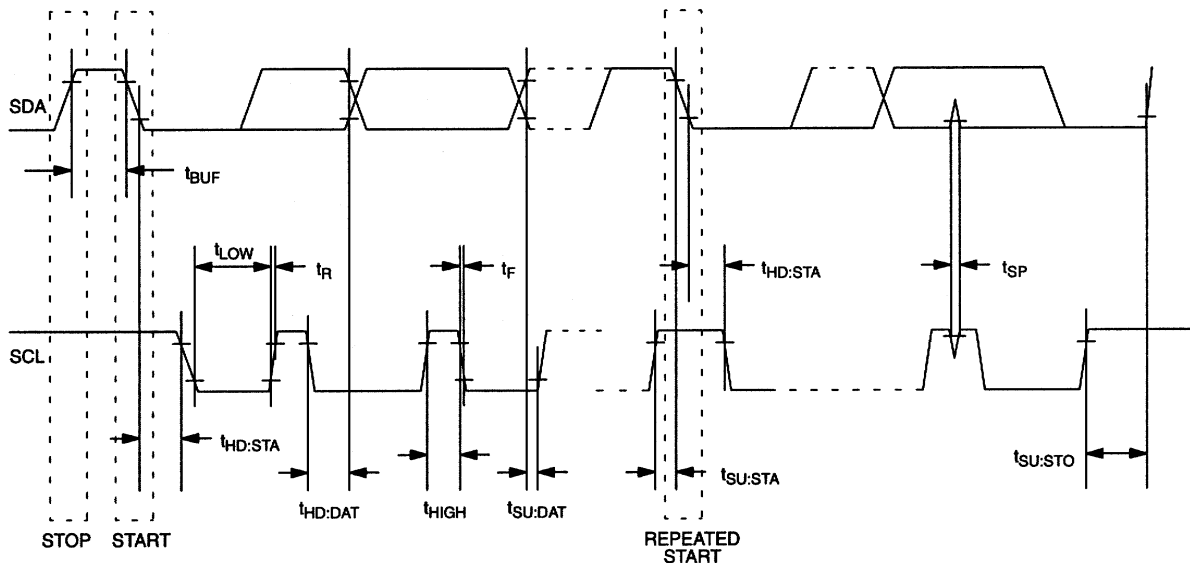 SDA
tBUF
tLOW
tR
tF
tHD:STA
tSP
SCL
tHD:STA
tHD:DAT
tHIGH
tSU:DAT
tSU:STA
tSU:STO
STOP
START
REPEATED
START